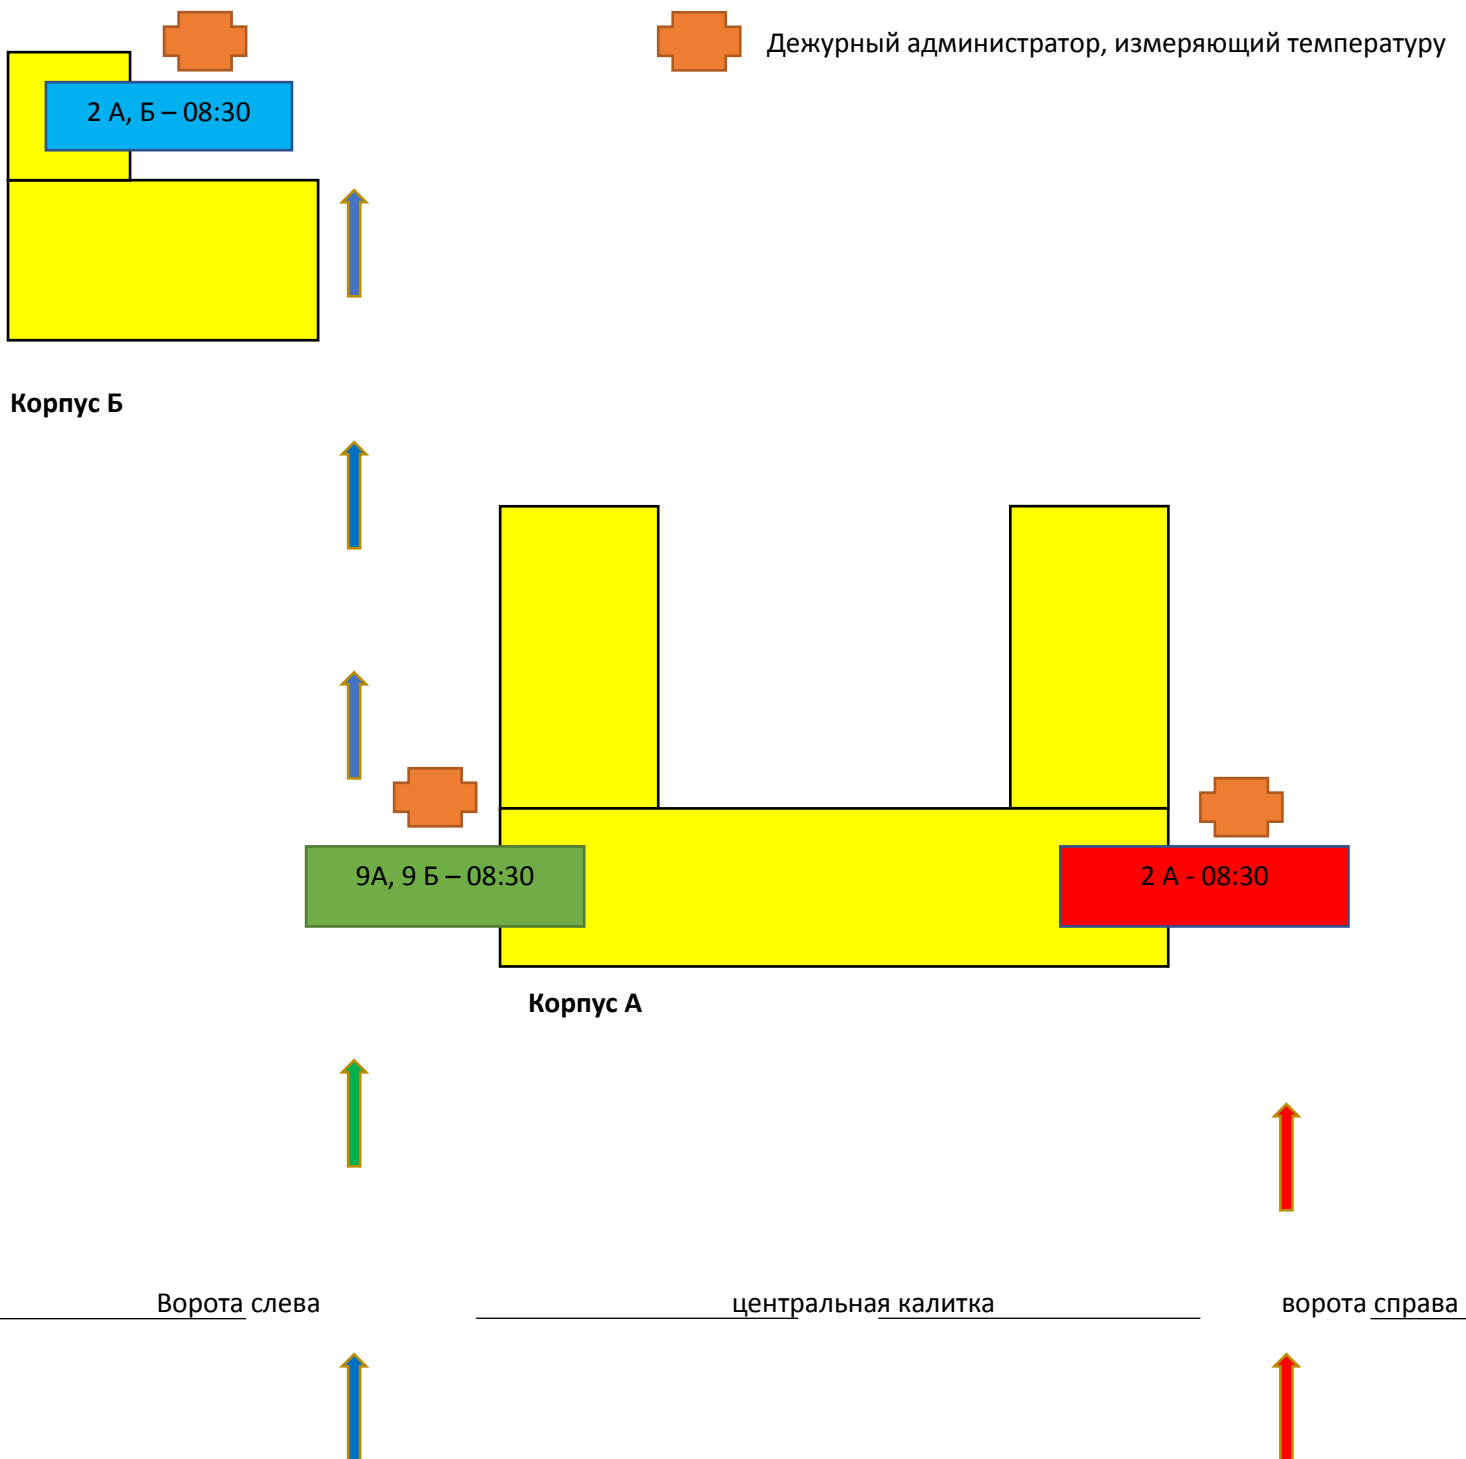 Дежурный администратор, измеряющий температуру
2 А, Б – 08:30
Корпус Б
9А, 9 Б – 08:30
2 А - 08:30
Корпус А
Ворота слева
центральная калитка
ворота справа